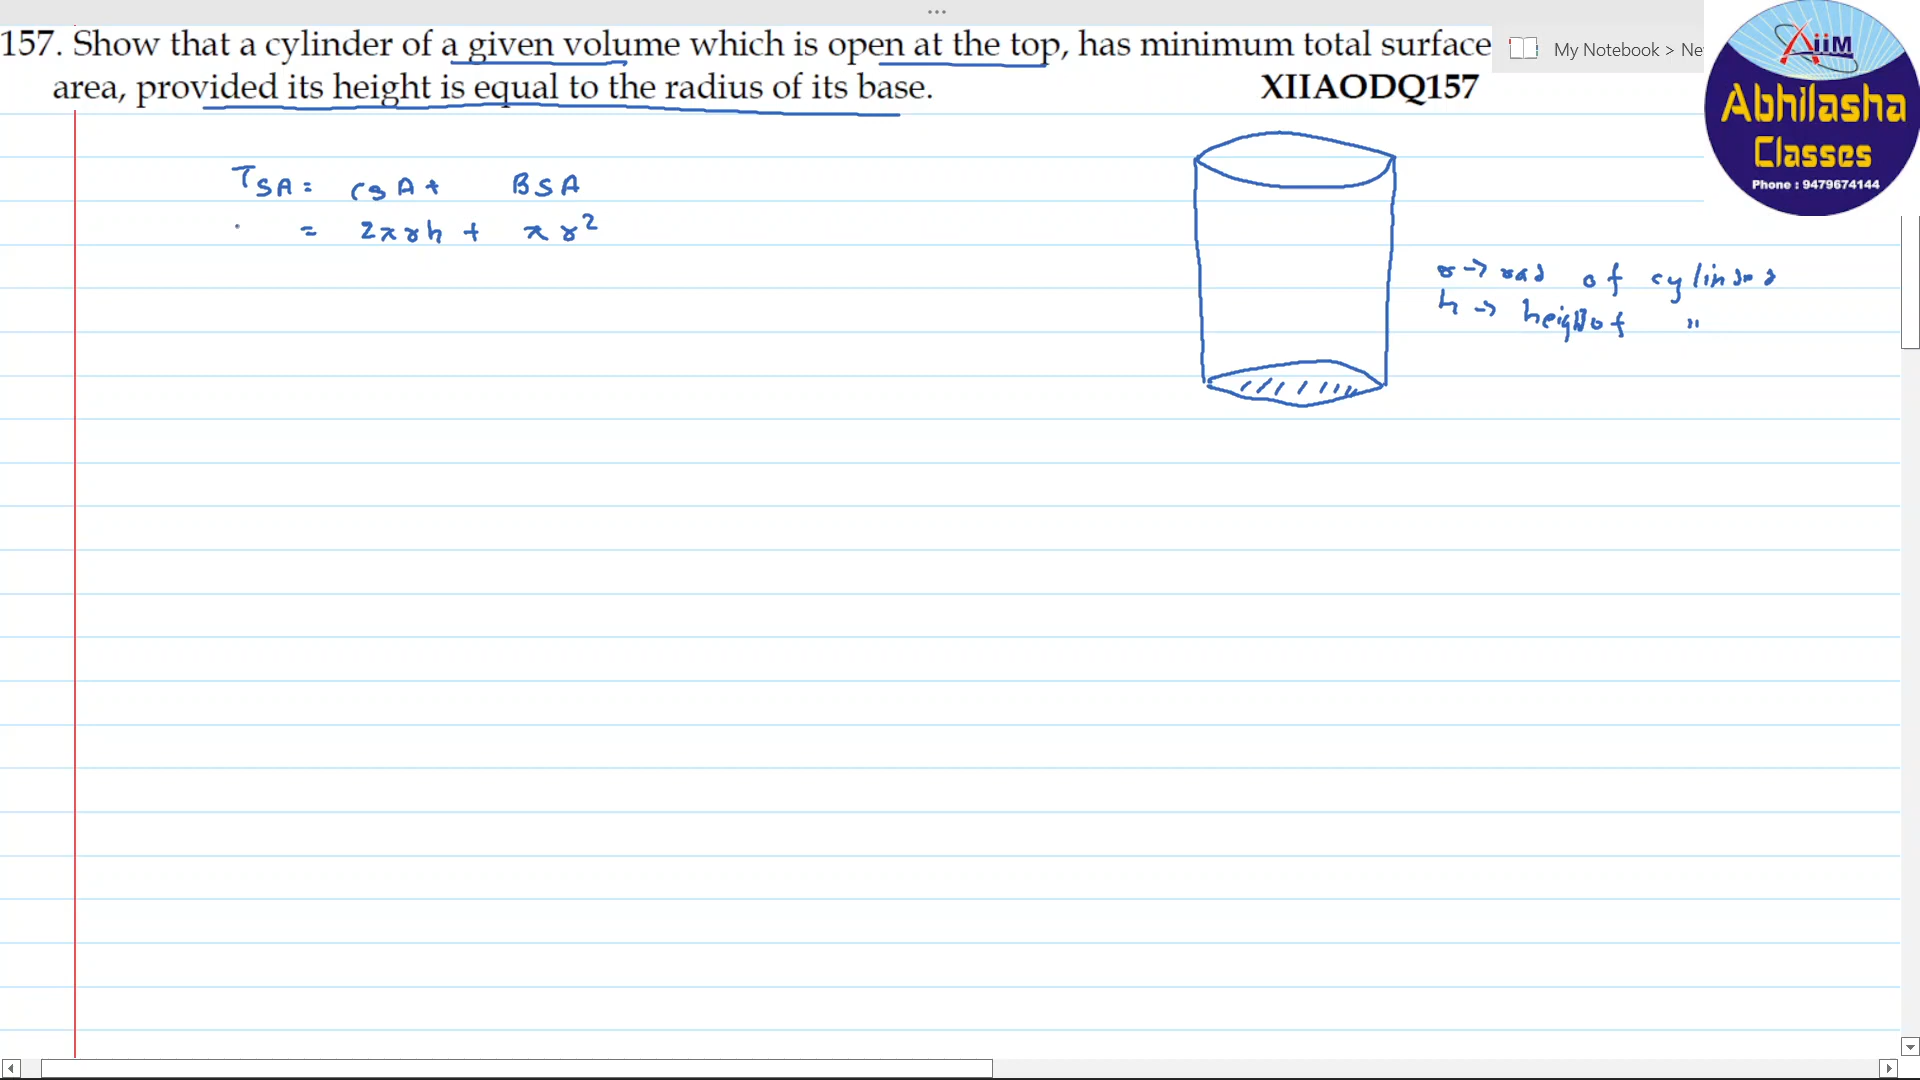 ...
157. Show that a cylinder of a given volume which is open at the top, has minimum total surface
area, provided its height is equal to the radius of its base. XIIAODQ157
My Notebook > Ne
AiiM
Abhilasha
Classes
Phone : 9479674144
TSA = CSA + BSA
= 2πrh + πr²
r → rad of cylinder
h → height of "